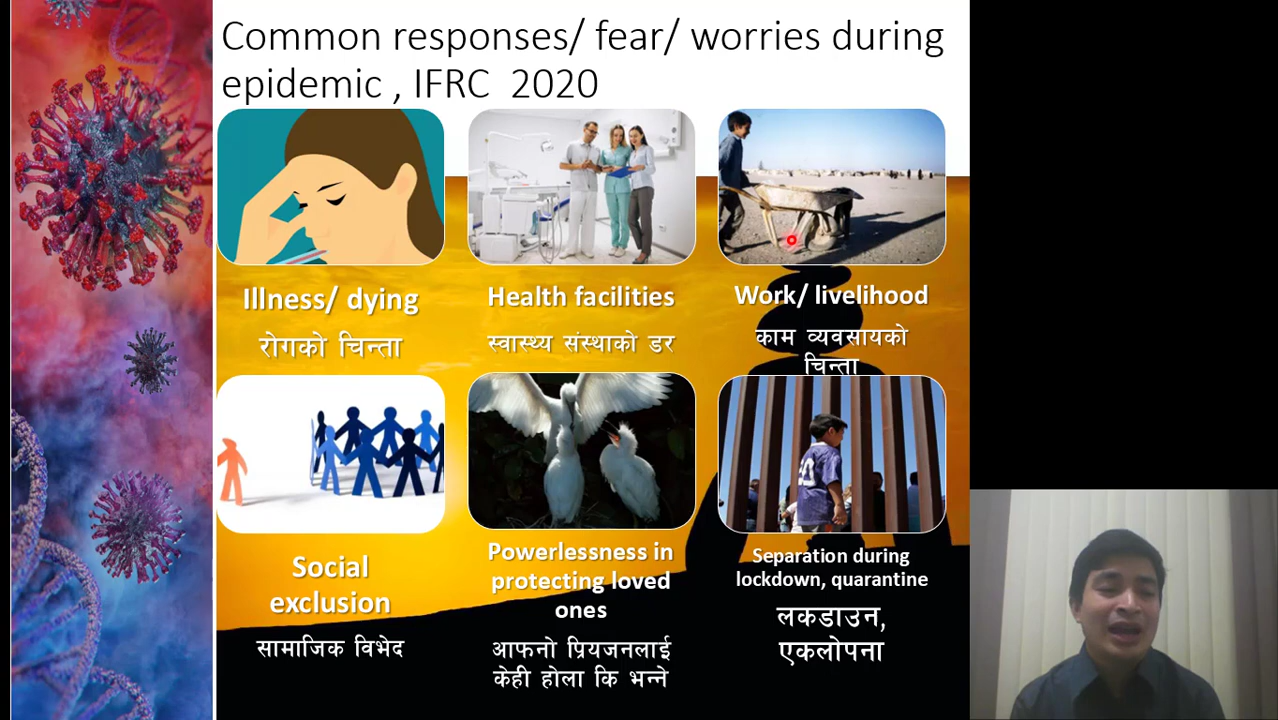 Common responses/ fear/ worries during
epidemic , IFRC 2020
Illness/ dying
रोगको चिन्ता
Health facilities
स्वास्थ्य संस्थाको डर
Work/ livelihood
काम व्यवसायको
चिन्ता
Social
exclusion
सामाजिक विभेद
Powerlessness in
protecting loved
ones
आफनो प्रियजनलाई
केही होला कि भन्ने
Separation during
lockdown, quarantine
लकडाउन,
एकलोपना